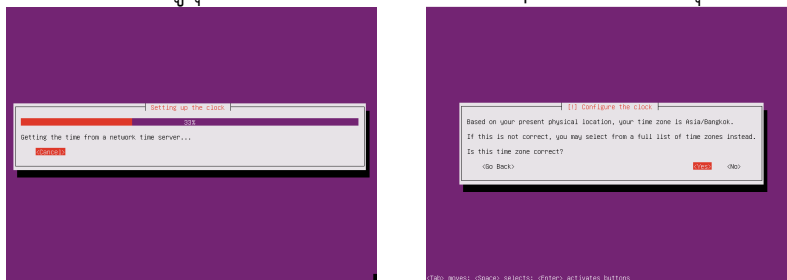 Setting up the clock
33%
Getting the time from a network time server...
<Cancel>
[!] Configure the clock
Based on your present physical location, your time zone is Asia/Bangkok.
If this is not correct, you may select from a full list of time zones instead.
Is this time zone correct?
<Go Back> <Yes> <No>
<Tab> moves; <Space> selects; <Enter> activates buttons